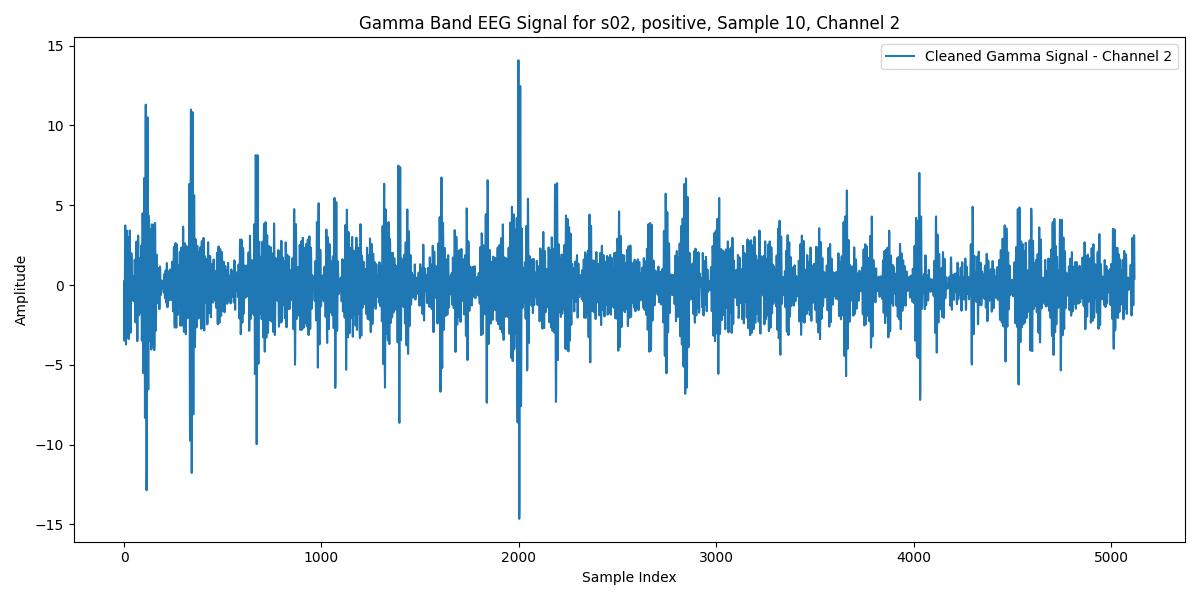 Gamma Band EEG Signal for s02, positive, Sample 10, Channel 2
Cleaned Gamma Signal - Channel 2
15
10
5
0
−5
−10
−15
Amplitude
0 1000 2000 3000 4000 5000
Sample Index